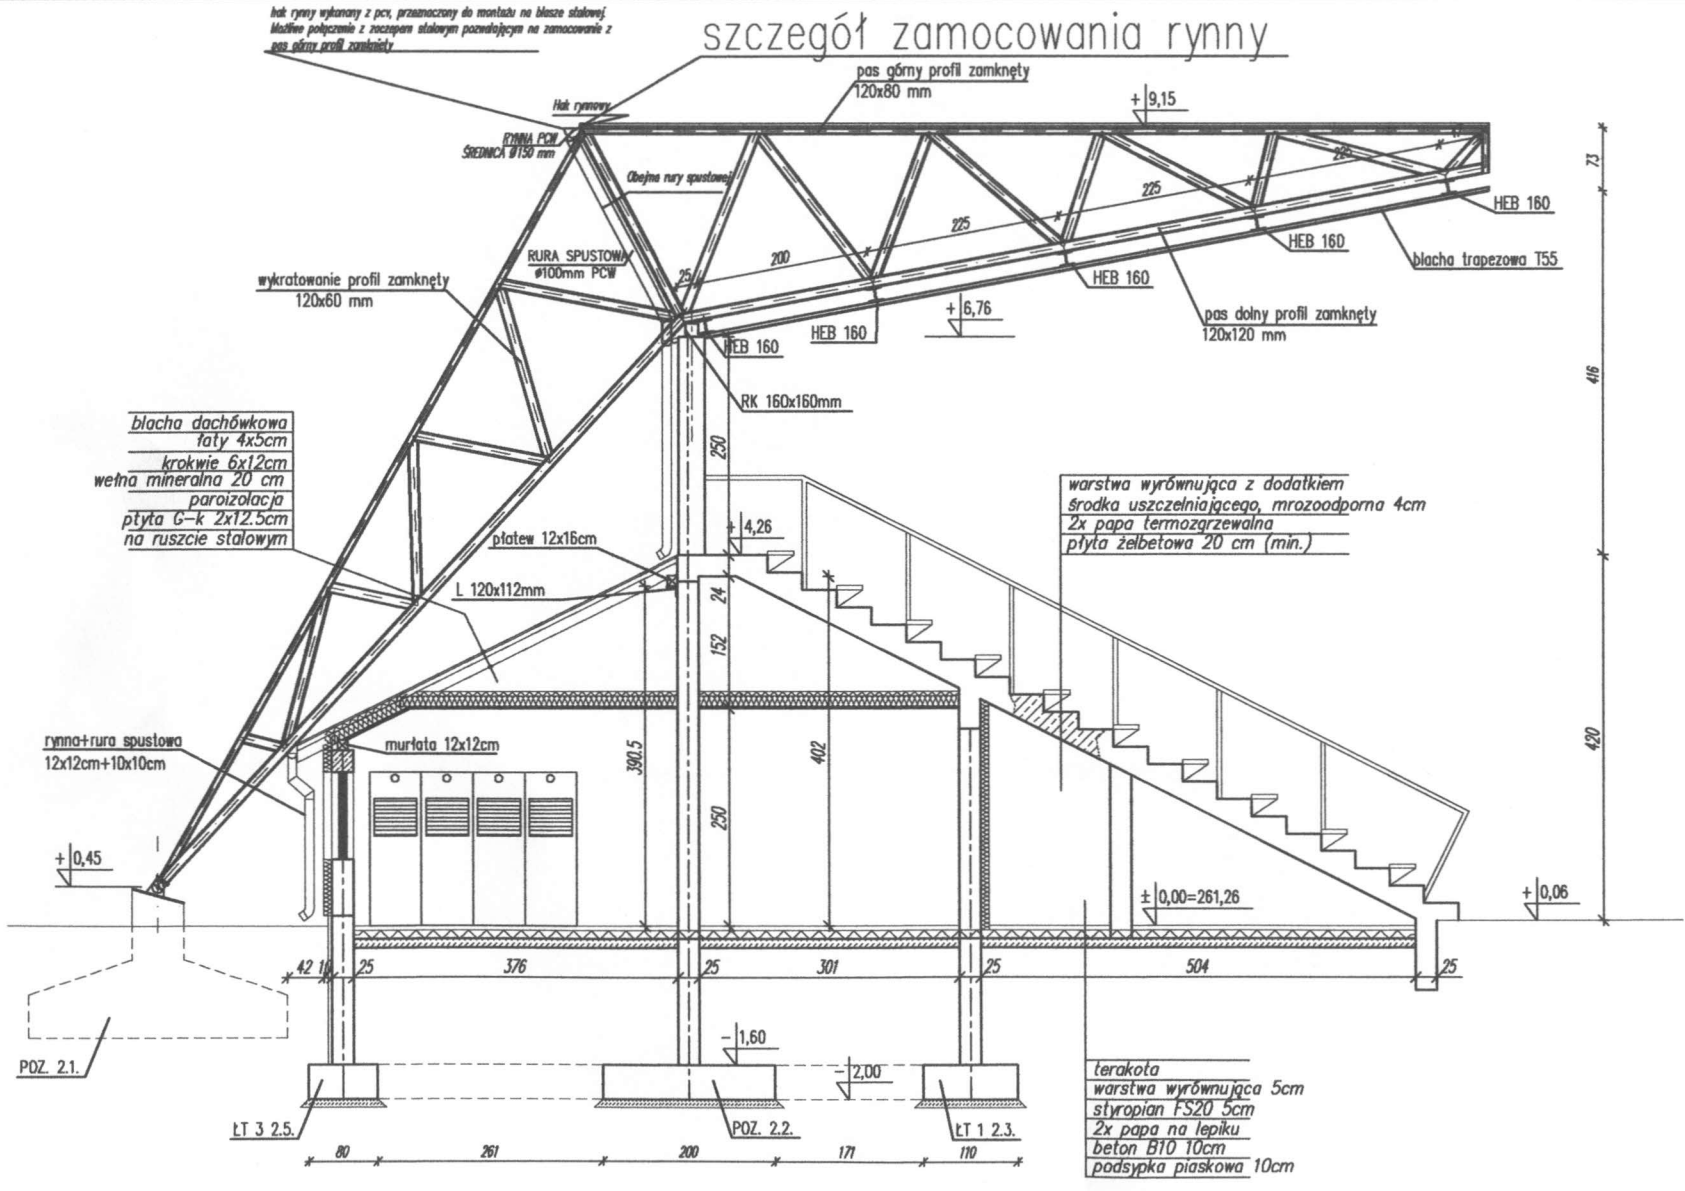 hak rynny wykonany z pcv, przeznaczony do montażu na blasze stalowej.
Możliwe połączenie z zaczepem stalowym pozwalającym na zamocowanie z
pas górny profil zamknięty
szczegół zamocowania rynny
pas górny profil zamknęty
120x80 mm
Hak rynnowy
RYNNA PCW
ŚREDNICA Ø150 mm
+ 9,15
73
Obejma rury spustowej
225
225
225
200
25
HEB 160
HEB 160
HEB 160
HEB 160
HEB 160
blacha trapezowa T55
RURA SPUSTOWA
ø100mm PCW
wykratowanie profil zamknęty
120x60 mm
+ 6,76
pas dolny profil zamknęty
120x120 mm
416
RK 160x160mm
250
blacha dachówkowa
łaty 4x5cm
krokwie 6x12cm
wełna mineralna 20 cm
paroizolacja
płyta G-k 2x12.5cm
na ruszcie stalowym
warstwa wyrównująca z dodatkiem
środka uszczelniającego, mrozoodporna 4cm
2x papa termozgrzewalna
płyta żelbetowa 20 cm (min.)
+ 4,26
płatew 12x16cm
L 120x112mm
24
152
rynna+rura spustowa
12x12cm+10x10cm
murłata 12x12cm
390.5
402
250
420
+ 0,45
± 0,00=261,26
+ 0,06
42
25
376
25
301
25
504
25
- 1,60
- 2,00
POZ. 2.1.
ŁT 3 2.5.
POZ. 2.2.
ŁT 1 2.3.
terakota
warstwa wyrównująca 5cm
styropian FS20 5cm
2x papa na lepiku
beton B10 10cm
podsypka piaskowa 10cm
80
261
200
171
110